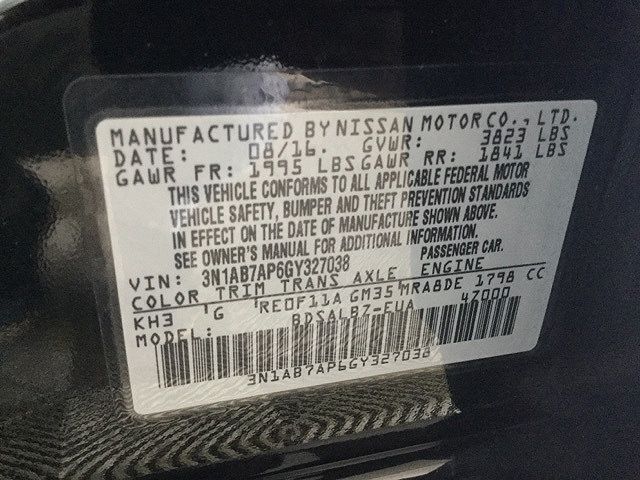 MANUFACTURED BY NISSAN MOTOR CO., LTD.
DATE: 08/16. GVWR: 3823 LBS
GAWR FR: 1995 LBS GAWR RR: 1841 LBS
THIS VEHICLE CONFORMS TO ALL APPLICABLE FEDERAL MOTOR
VEHICLE SAFETY, BUMPER AND THEFT PREVENTION STANDARDS
IN EFFECT ON THE DATE OF MANUFACTURE SHOWN ABOVE.
SEE OWNER'S MANUAL FOR ADDITIONAL INFORMATION.
VIN: 3N1AB7AP6GY327038 PASSENGER CAR.
COLOR TRIM TRANS AXLE ENGINE
KH3 'G 'RE0F11A GM35 MRA8DE 1798 CC
MODEL: BDSALB7-EUA 47000
3N1AB7AP6GY327038